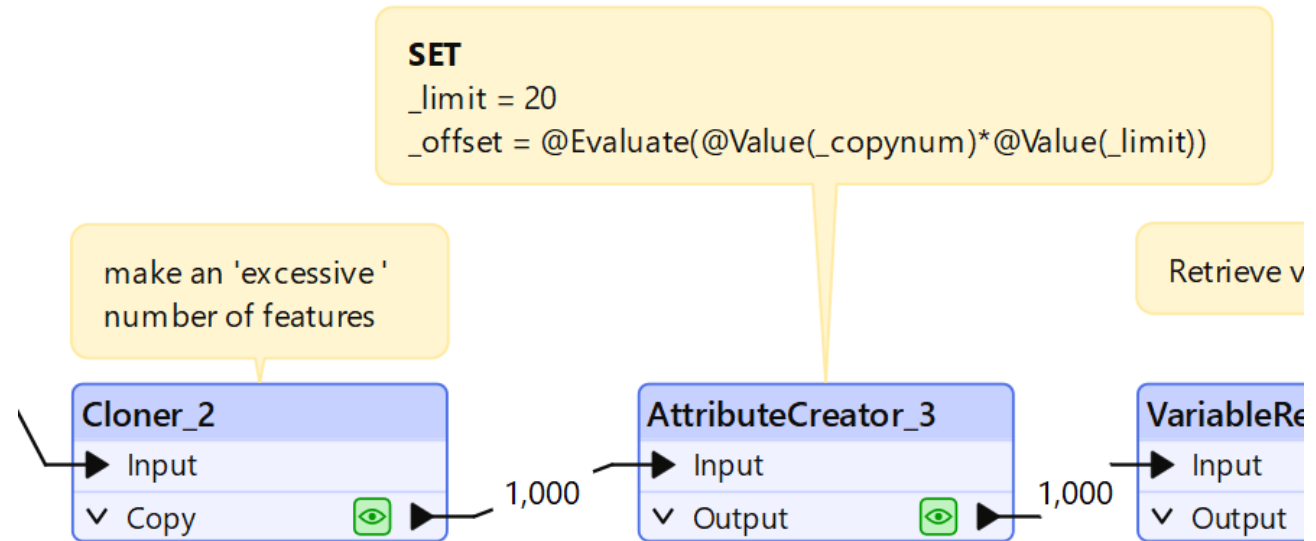 SET
_limit = 20
_offset = @Evaluate(@Value(_copynum)*@Value(_limit))
make an 'excessive '
number of features
Retrieve v
Cloner_2
AttributeCreator_3
VariableRe
Input
Input
Input
1,000
1,000
Copy
Output
Output